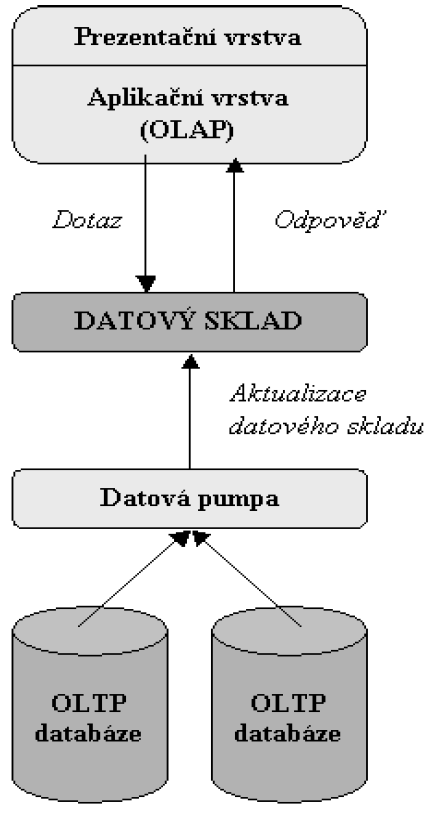 Prezentační vrstva
Aplikační vrstva
(OLAP)
Dotaz
Odpověď
DATOVÝ SKLAD
Aktualizace
datového skladu
Datová pumpa
OLTP
databáze
OLTP
databáze